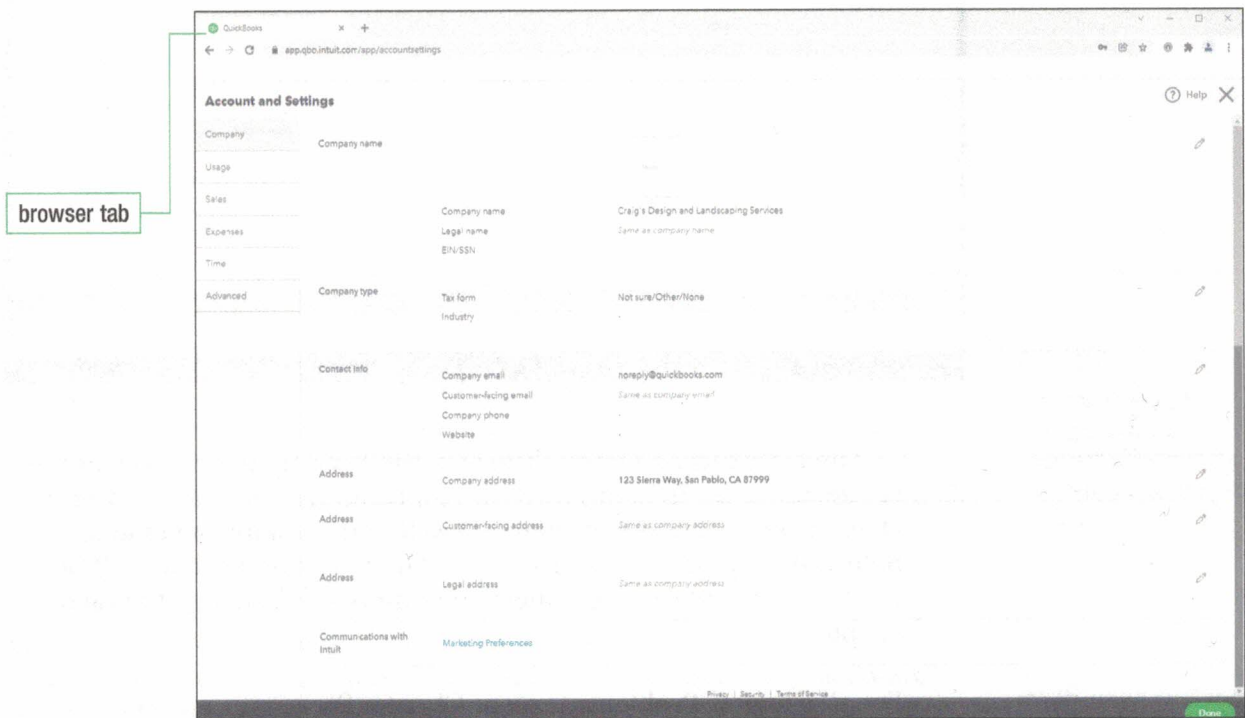 QuickBooks
app.qbo.intuit.com/app/accountsettings
Account and Settings
Help
browser tab
Company
Usage
Sales
Expenses
Time
Advanced
Company name
Company name Craig's Design and Landscaping Services
Legal name Same as company name
EIN/SSN
Company type
Tax form Not sure/Other/None
Industry -
Contact info
Company email noreply@quickbooks.com
Customer-facing email Same as company email
Company phone -
Website -
Address Company address 123 Sierra Way, San Pablo, CA 87999
Address Customer-facing address Same as company address
Address Legal address Same as company address
Communications with
Intuit
Marketing Preferences
Privacy | Security | Terms of Service
Done